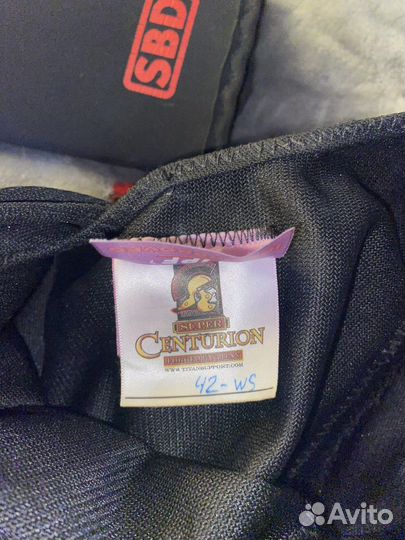 SBD
SUPER
CENTURION
WWW.TITANSUPPORT.COM
42-WS
Avito